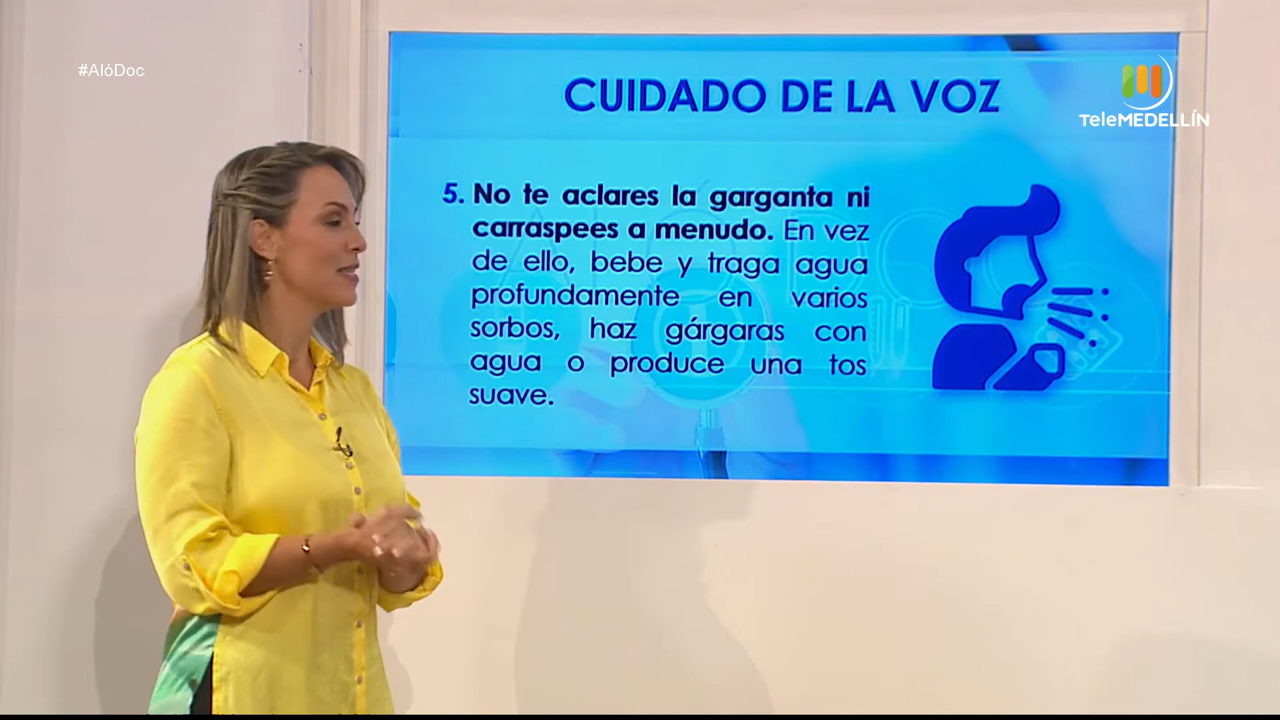 #AlóDoc
TeleMEDELLÍN
CUIDADO DE LA VOZ
5. No te aclares la garganta ni
carraspees a menudo. En vez
de ello, bebe y traga agua
profundamente en varios
sorbos, haz gárgaras con
agua o produce una tos
suave.